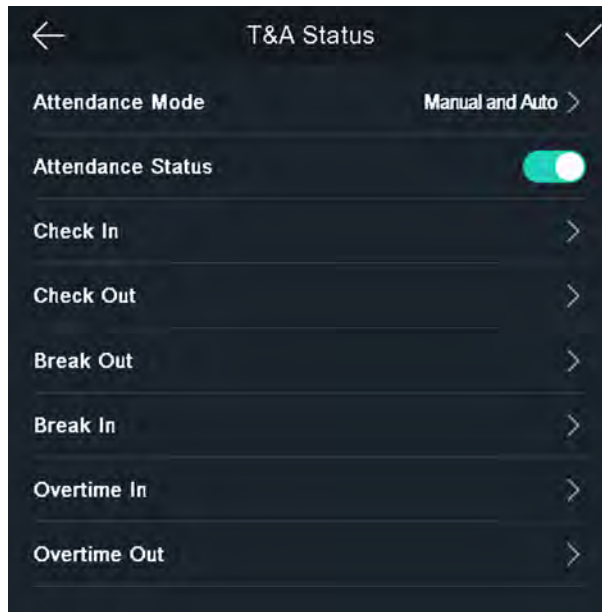 T&A Status
Attendance Mode Manual and Auto
Attendance Status
Check In
Check Out
Break Out
Break In
Overtime In
Overtime Out